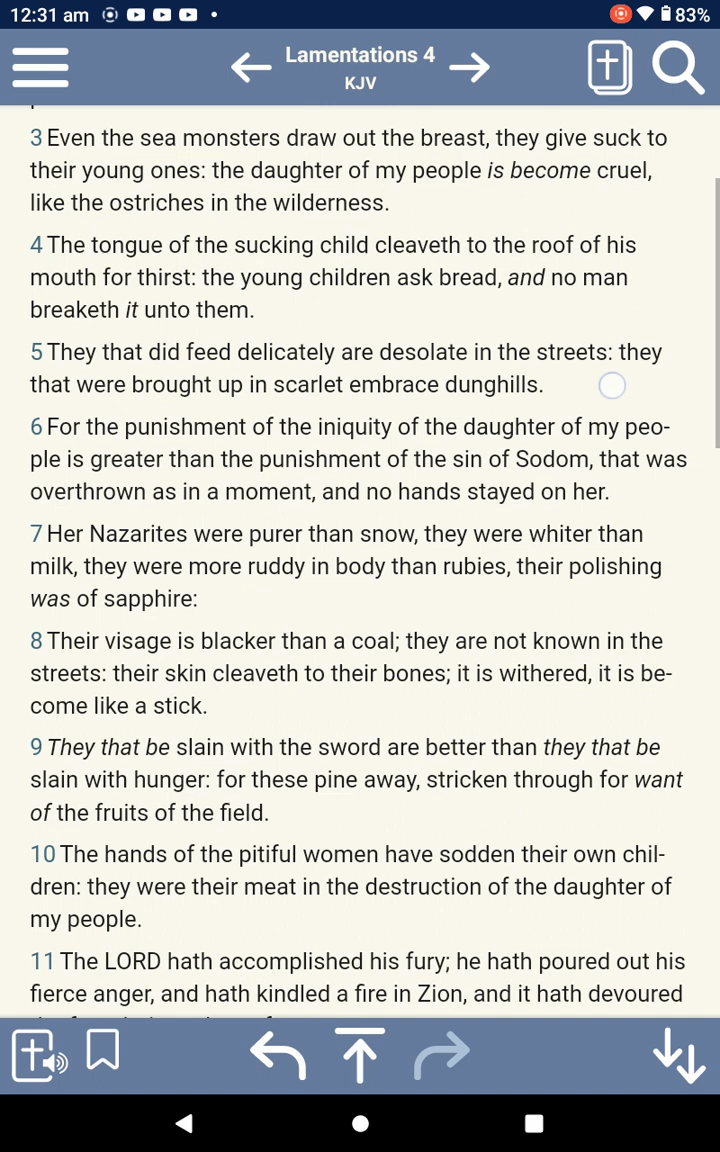 12:31 am
83%
Lamentations 4
KJV
3 Even the sea monsters draw out the breast, they give suck to
their young ones: the daughter of my people is become cruel,
like the ostriches in the wilderness.
4 The tongue of the sucking child cleaveth to the roof of his
mouth for thirst: the young children ask bread, and no man
breaketh it unto them.
5 They that did feed delicately are desolate in the streets: they
that were brought up in scarlet embrace dunghills.
6 For the punishment of the iniquity of the daughter of my peo-
ple is greater than the punishment of the sin of Sodom, that was
overthrown as in a moment, and no hands stayed on her.
7 Her Nazarites were purer than snow, they were whiter than
milk, they were more ruddy in body than rubies, their polishing
was of sapphire:
8 Their visage is blacker than a coal; they are not known in the
streets: their skin cleaveth to their bones; it is withered, it is be-
come like a stick.
9 They that be slain with the sword are better than they that be
slain with hunger: for these pine away, stricken through for want
of the fruits of the field.
10 The hands of the pitiful women have sodden their own chil-
dren: they were their meat in the destruction of the daughter of
my people.
11 The LORD hath accomplished his fury; he hath poured out his
fierce anger, and hath kindled a fire in Zion, and it hath devoured